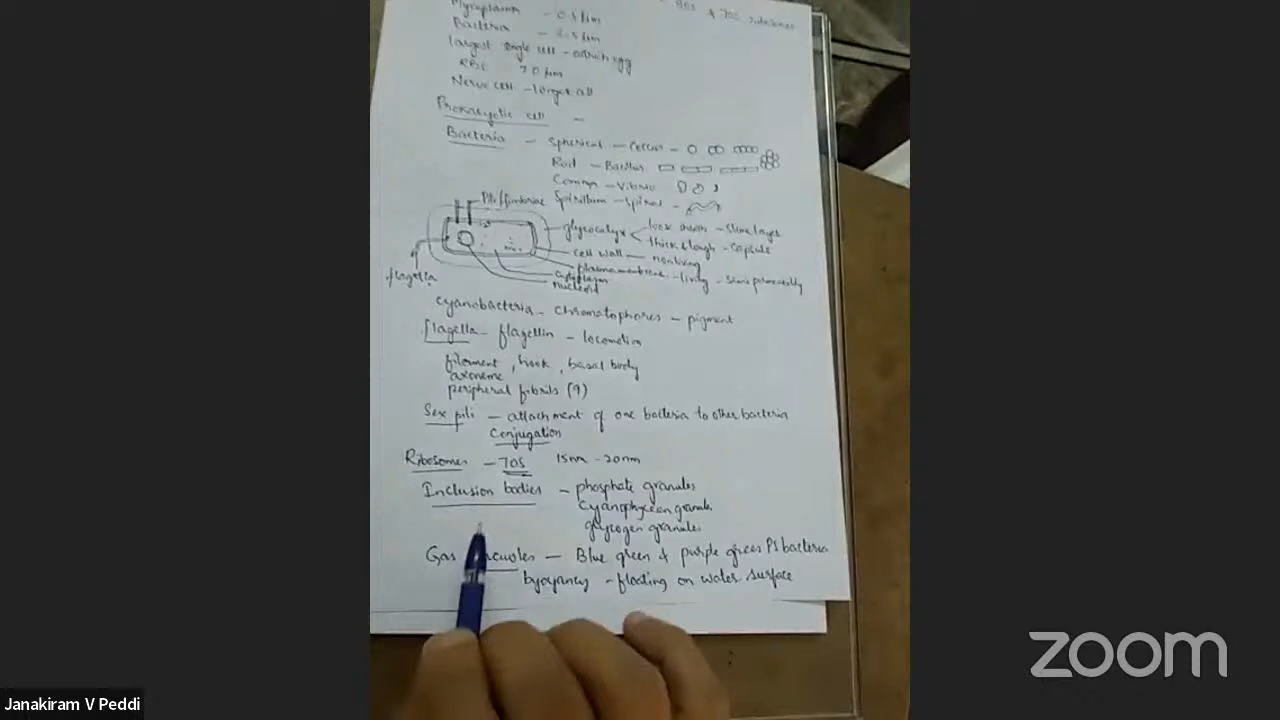 80S & 70S ribosomes
Mycoplasma - 0.3 μm
Bacteria - 3.5 μm
largest single cell - ostrich egg
RBS 7.0 μm
Nerve cell - longest cell
Prokaryotic cell -
Bacteria - Spherical - Coccus -
Rod - Bacillus
Comma - Vibrio
Pili/fimbriae Spirillum - Spiral -
glycocalyx loose sheath - Slime layer
thick & tough - capsule
cell wall - nonliving
plasma membrane - living - Semi permeability
flagella
cytoplasm
nucleoid
Cyanobacteria - chromatophores - pigment
flagella - flagellin - locomotion
filament, hook, basal body
axoneme
peripheral fibrils (9)
Sex pili - attachment of one bacteria to other bacteria
Conjugation
Ribosomes - 70S 15nm - 20nm
Inclusion bodies - phosphate granules
Cyanophycean granules
glycogen granules
Gas vacuoles - Blue green & purple green PS bacteria
byoyancy - floating on water surface
zoom
Janakiram V Peddi